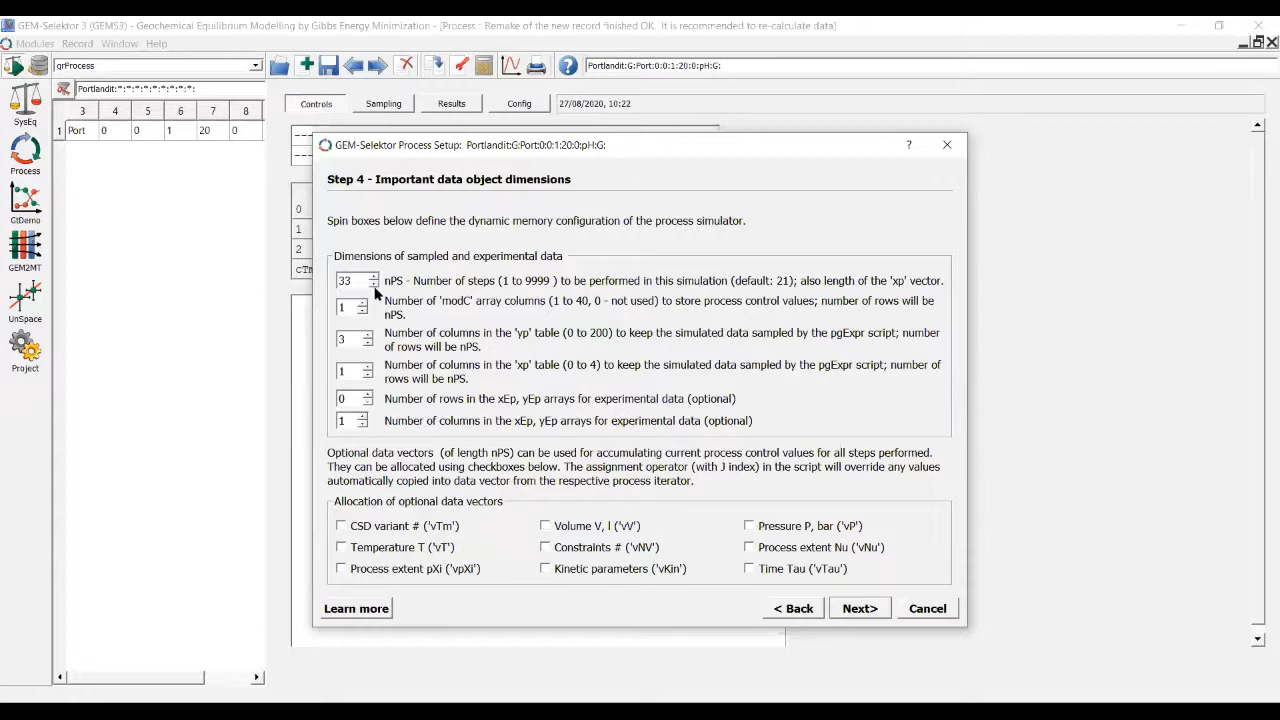 GEM-Selektor 3 (GEMS3) - Geochemical Equilibrium Modelling by Gibbs Energy Minimization - [Process : Remake of the new record finished OK.  It is recommended to re-calculate data]
Modules Record Window Help
grProcess
Portlandit:G:Port:0:0:1:20:0:pH:G:
Portlandit:*:*:*:*:*:*:*:*:
3 4 5 6 7 8
1 Port 0 0 1 20 0
SysEq
Process
GtDemo
GEM2MT
UnSpace
Project
Controls Sampling Results Config 27/08/2020, 10:22
0
1
2
GEM-Selektor Process Setup:  Portlandit:G:Port:0:0:1:20:0:pH:G:
?
Step 4 - Important data object dimensions
Spin boxes below define the dynamic memory configuration of the process simulator.
Dimensions of sampled and experimental data
33 nPS - Number of steps (1 to 9999 ) to be performed in this simulation (default: 21); also length of the 'xp' vector.
1 Number of 'modC' array columns (1 to 40, 0 - not used) to store process control values; number of rows will be
nPS.
3 Number of columns in the 'yp' table (0 to 200) to keep the simulated data sampled by the pgExpr script; number
of rows will be nPS.
1 Number of columns in the 'xp' table (0 to 4) to keep the simulated data sampled by the pgExpr script; number of
rows will be nPS.
0 Number of rows in the xEp, yEp arrays for experimental data (optional)
1 Number of columns in the xEp, yEp arrays for experimental data (optional)
Optional data vectors  (of length nPS) can be used for accumulating current process control values for all steps performed.
They can be allocated using checkboxes below. The assignment operator (with J index) in the script will override any values
automatically copied into data vector from the respective process iterator.
Allocation of optional data vectors
CSD variant # ('vTm') Volume V, l ('vV') Pressure P, bar ('vP')
Temperature T ('vT') Constraints # ('vNV') Process extent Nu ('vNu')
Process extent pXi ('vpXi') Kinetic parameters ('vKin') Time Tau ('vTau')
Learn more < Back Next> Cancel